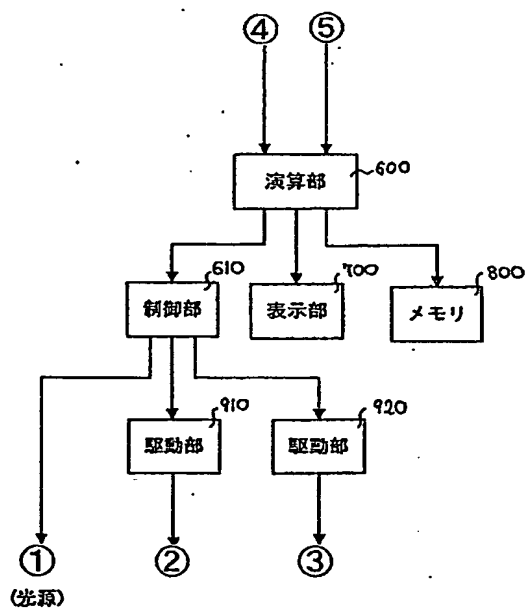 ④ ⑤
演算部 600
610 700 800
制御部 表示部 メモリ
910 920
駆動部 駆動部
① ② ③
(光源)